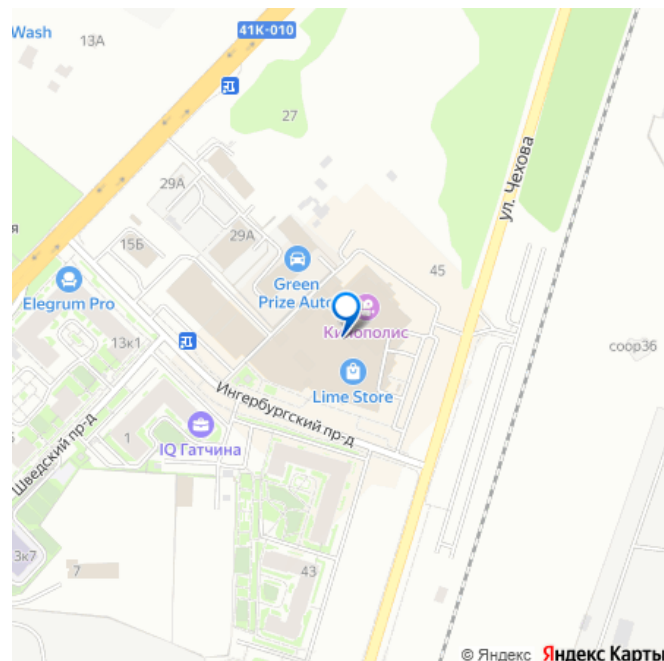 Wash
13А
41К-010
27
29А
ул. Чехова
15Б
29А
45
Green
Prize Auto
Elegrum Pro
Кинополис
13к1
coop36
Lime Store
Ингербургский пр-д
1
IQ Гатчина
Шведский пр-д
3к7
7
43
© Яндекс Яндекс Карты